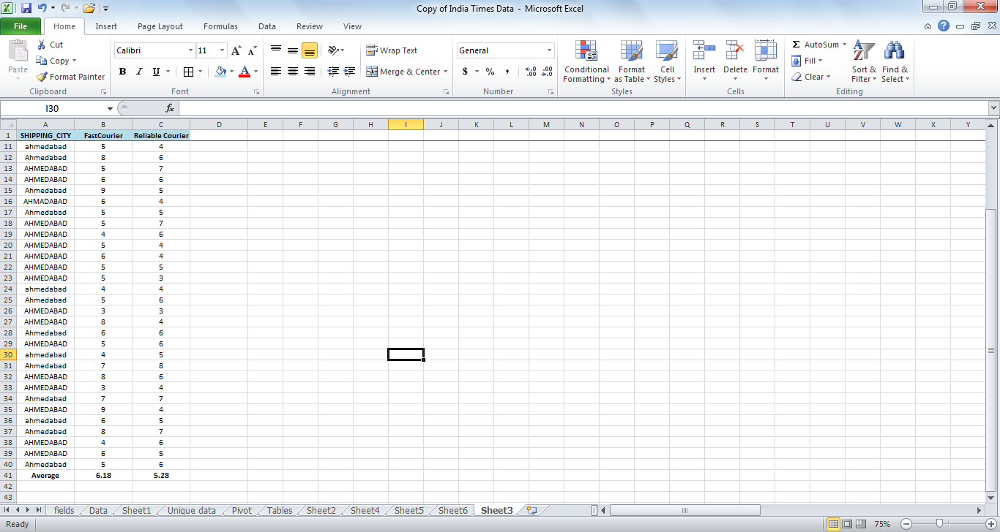 Copy of India Times Data - Microsoft Excel
File Home Insert Page Layout Formulas Data Review View
Paste Cut Copy Format Painter Clipboard
Calibri 11 A A B I U A Font
Wrap Text Merge & Center Alignment
General $ % , .00 .0 Number
Conditional Formatting Format as Table Cell Styles Styles
Insert Delete Format Cells
Σ AutoSum Fill Clear Sort & Filter Find & Select Editing
I30 fx
A B C D E F G H I J K L M N O P Q R S T U V W X Y
1 SHIPPING_CITY FastCourier Reliable Courier
11 ahmedabad 5 4
12 Ahmedabad 8 6
13 AHMEDABAD 5 7
14 AHMEDABAD 6 6
15 Ahmedabad 9 5
16 AHMADABAD 6 4
17 Ahmedabad 5 5
18 AHMEDABAD 5 7
19 AHMEDABAD 4 6
20 AHMEDABAD 5 4
21 AHMEDABAD 6 4
22 AHMEDABAD 5 5
23 AHMEDABAD 5 3
24 ahmedabad 4 4
25 Ahmedabad 5 6
26 AHMEDABAD 3 3
27 AHMEDABAD 8 4
28 Ahmedabad 6 6
29 AHMEDABAD 5 6
30 ahmedabad 4 5
31 Ahmedabad 7 8
32 AHMEDABAD 8 6
33 AHMEDABAD 3 4
34 Ahmedabad 7 7
35 AHMEDABAD 9 4
36 ahmedabad 6 5
37 Ahmedabad 8 7
38 AHMEDABAD 4 6
39 AHMEDABAD 6 5
40 Ahmedabad 5 6
41 Average 6.18 5.28
42
43
fields Data Sheet1 Unique data Pivot Tables Sheet2 Sheet4 Sheet5 Sheet6 Sheet3
Ready 75%